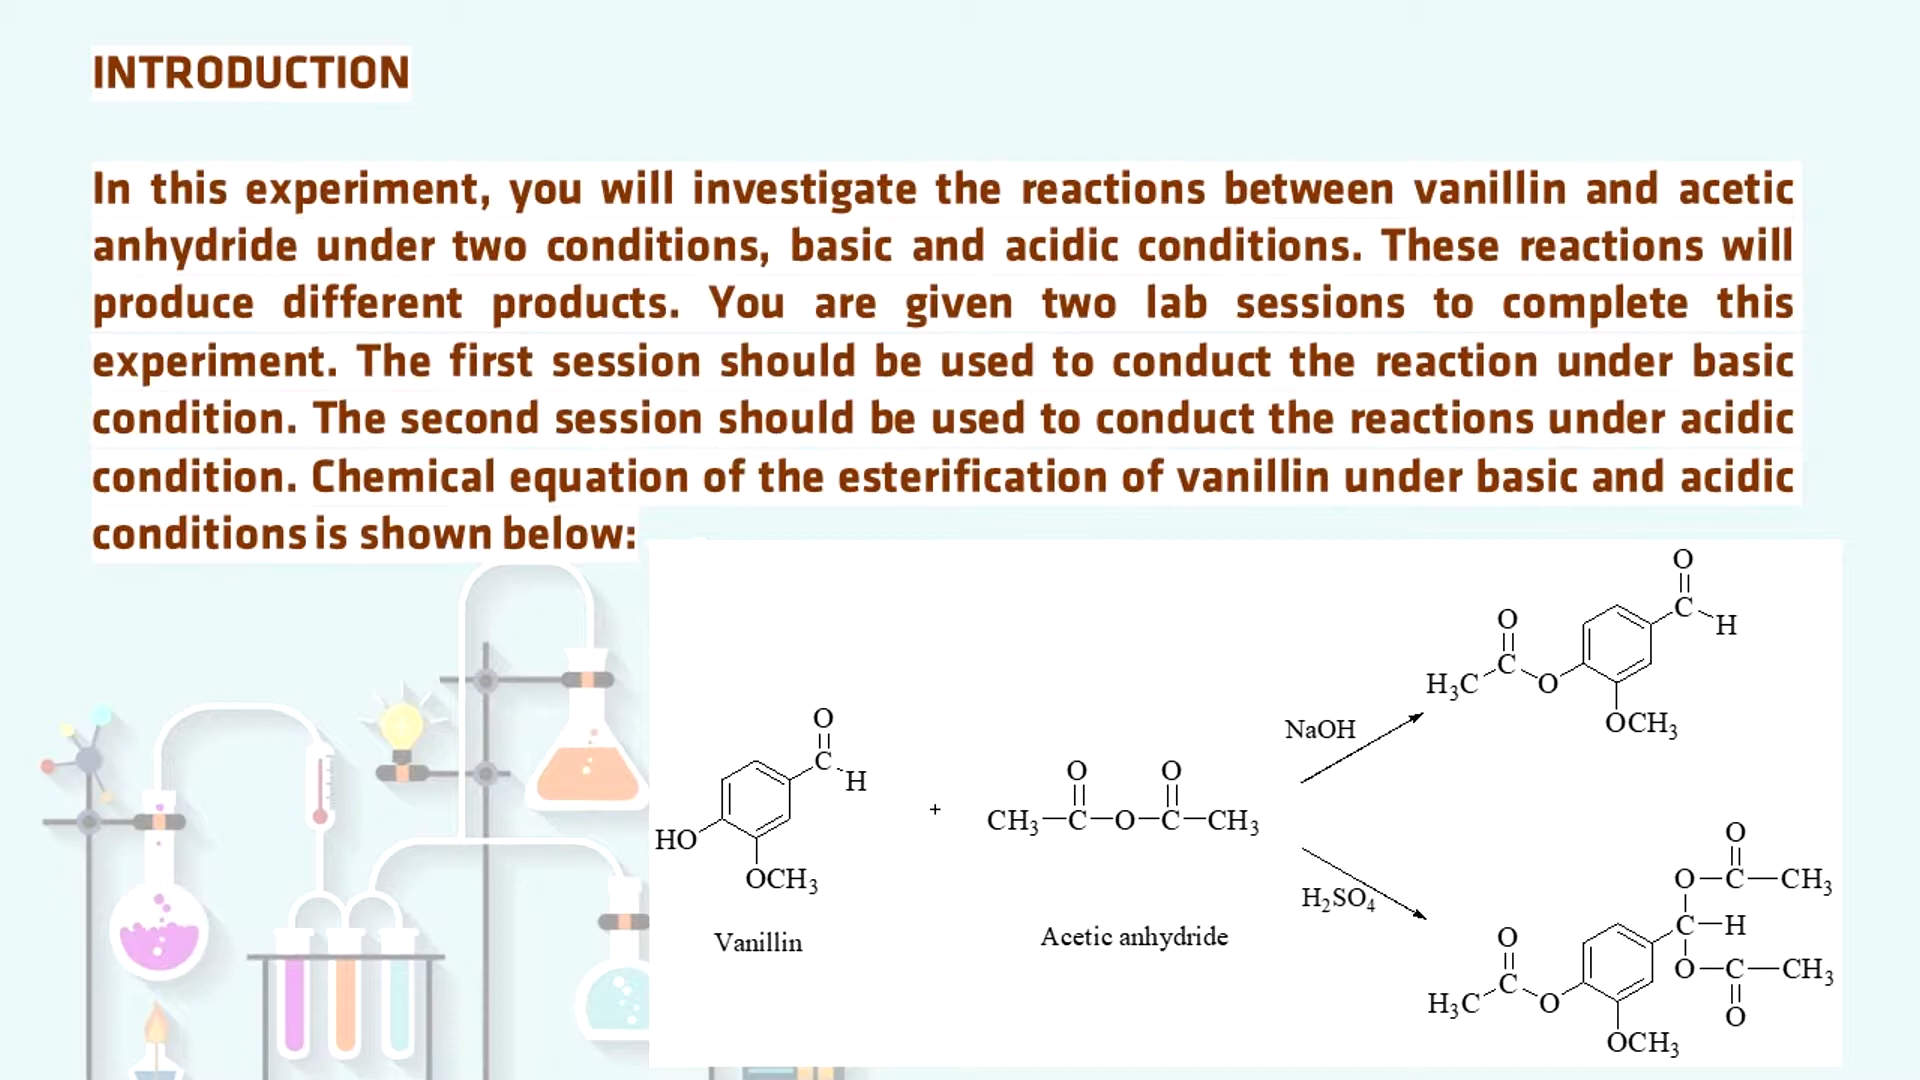 INTRODUCTION
In this experiment, you will investigate the reactions between vanillin and acetic
anhydride under two conditions, basic and acidic conditions. These reactions will
produce different products. You are given two lab sessions to complete this
experiment. The first session should be used to conduct the reaction under basic
condition. The second session should be used to conduct the reactions under acidic
condition. Chemical equation of the esterification of vanillin under basic and acidic
conditions is shown below:
O
C
H
HO
OCH3
Vanillin
+
O O
CH3 C O C CH3
Acetic anhydride
NaOH
H2SO4
O
C
H
O
C
H3C
O
OCH3
O
O C CH3
C H
O C CH3
O
O
C
H3C
O
OCH3